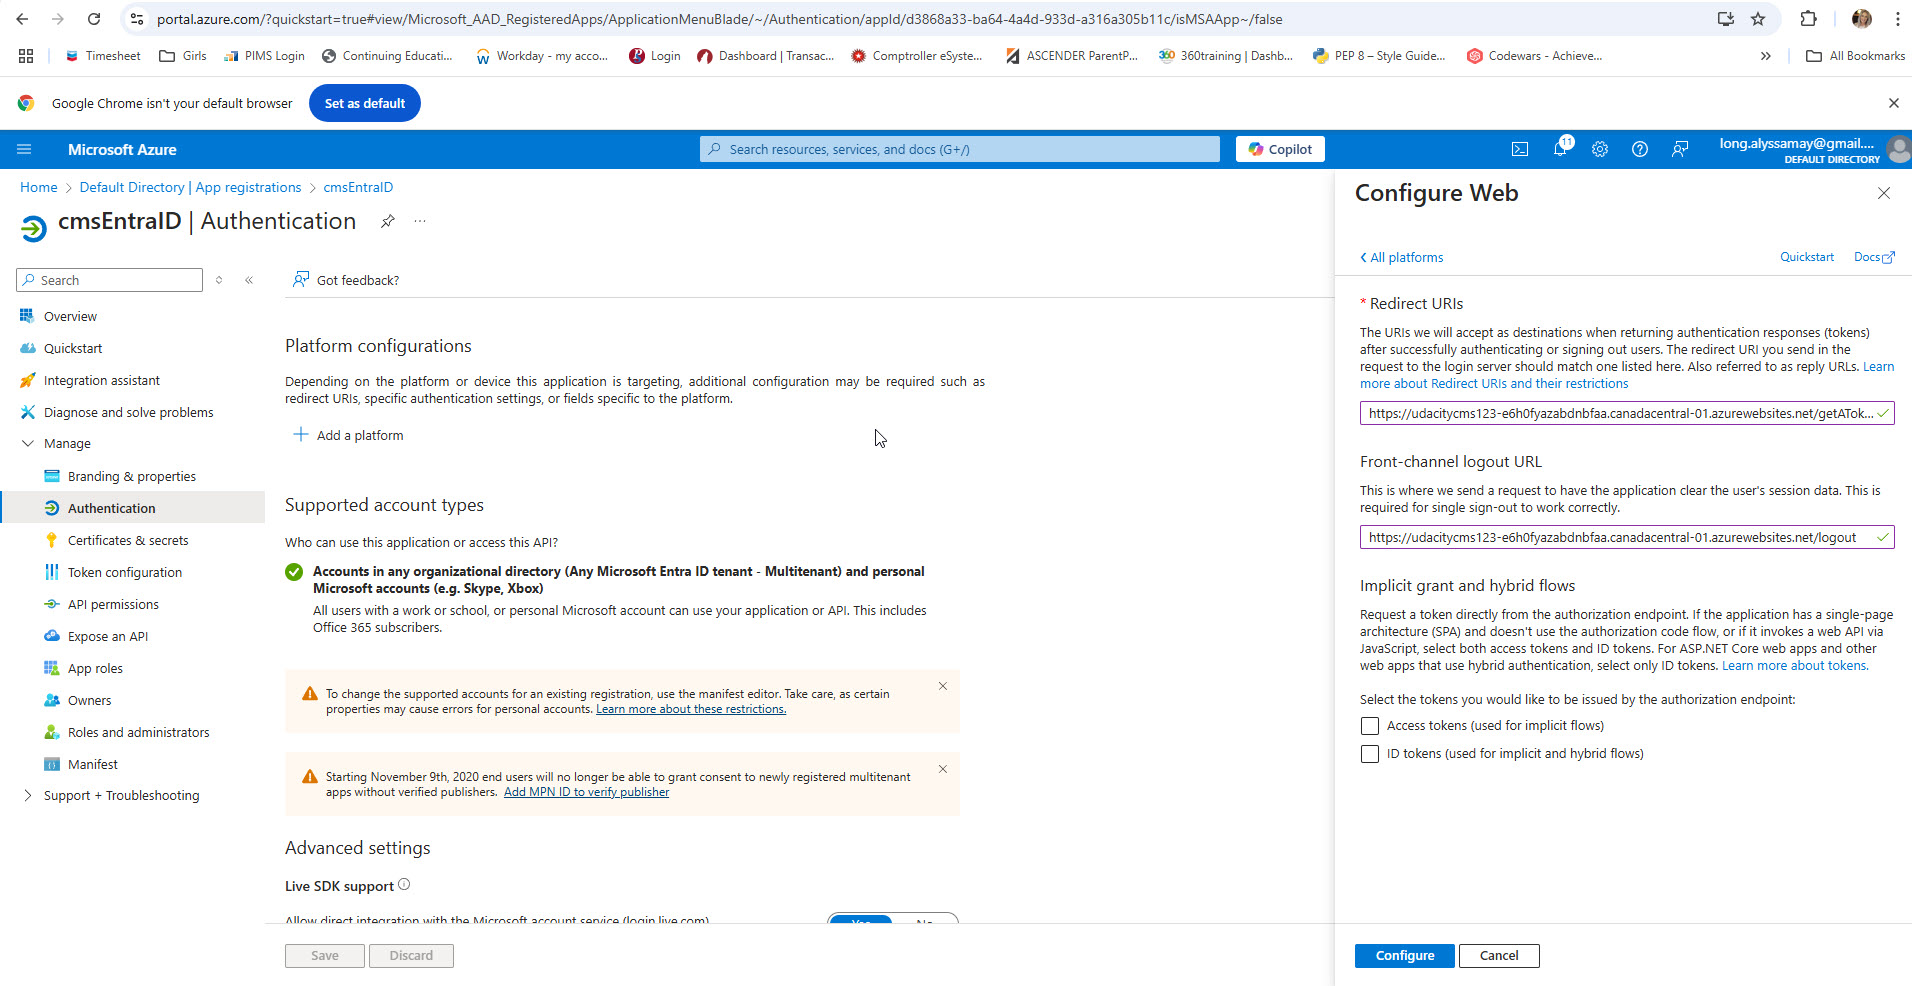 portal.azure.com/?quickstart=true#view/Microsoft_AAD_RegisteredApps/ApplicationMenuBlade/~/Authentication/appId/d3868a33-ba64-4a4d-933d-a316a305b11c/isMSAApp~/false
Timesheet
Girls
PIMS Login
Continuing Educati...
Workday - my acco...
Login
Dashboard | Transac...
Comptroller eSyste...
ASCENDER ParentP...
360training | Dashb...
PEP 8 – Style Guide...
Codewars - Achieve...
All Bookmarks
Google Chrome isn't your default browser
Set as default
Microsoft Azure
Search resources, services, and docs (G+/)
Copilot
11
long.alyssamay@gmail....
DEFAULT DIRECTORY
Home > Default Directory | App registrations > cmsEntraID
cmsEntraID | Authentication
Search
Got feedback?
Overview
Quickstart
Integration assistant
Diagnose and solve problems
Manage
Branding & properties
Authentication
Certificates & secrets
Token configuration
API permissions
Expose an API
App roles
Owners
Roles and administrators
Manifest
Support + Troubleshooting
Platform configurations
Depending on the platform or device this application is targeting, additional configuration may be required such as
redirect URIs, specific authentication settings, or fields specific to the platform.
Add a platform
Supported account types
Who can use this application or access this API?
Accounts in any organizational directory (Any Microsoft Entra ID tenant - Multitenant) and personal
Microsoft accounts (e.g. Skype, Xbox)
All users with a work or school, or personal Microsoft account can use your application or API. This includes
Office 365 subscribers.
To change the supported accounts for an existing registration, use the manifest editor. Take care, as certain
properties may cause errors for personal accounts. Learn more about these restrictions.
Starting November 9th, 2020 end users will no longer be able to grant consent to newly registered multitenant
apps without verified publishers. Add MPN ID to verify publisher
Advanced settings
Live SDK support
Allow direct integration with the Microsoft account service (login.live.com)
Yes
No
Save
Discard
Configure Web
All platforms
Quickstart
Docs
* Redirect URIs
The URIs we will accept as destinations when returning authentication responses (tokens)
after successfully authenticating or signing out users. The redirect URI you send in the
request to the login server should match one listed here. Also referred to as reply URLs. Learn
more about Redirect URIs and their restrictions
https://udacitycms123-e6h0fyazabdnbfaa.canadacentral-01.azurewebsites.net/getATok...
Front-channel logout URL
This is where we send a request to have the application clear the user's session data. This is
required for single sign-out to work correctly.
https://udacitycms123-e6h0fyazabdnbfaa.canadacentral-01.azurewebsites.net/logout
Implicit grant and hybrid flows
Request a token directly from the authorization endpoint. If the application has a single-page
architecture (SPA) and doesn't use the authorization code flow, or if it invokes a web API via
JavaScript, select both access tokens and ID tokens. For ASP.NET Core web apps and other
web apps that use hybrid authentication, select only ID tokens. Learn more about tokens.
Select the tokens you would like to be issued by the authorization endpoint:
Access tokens (used for implicit flows)
ID tokens (used for implicit and hybrid flows)
Configure
Cancel